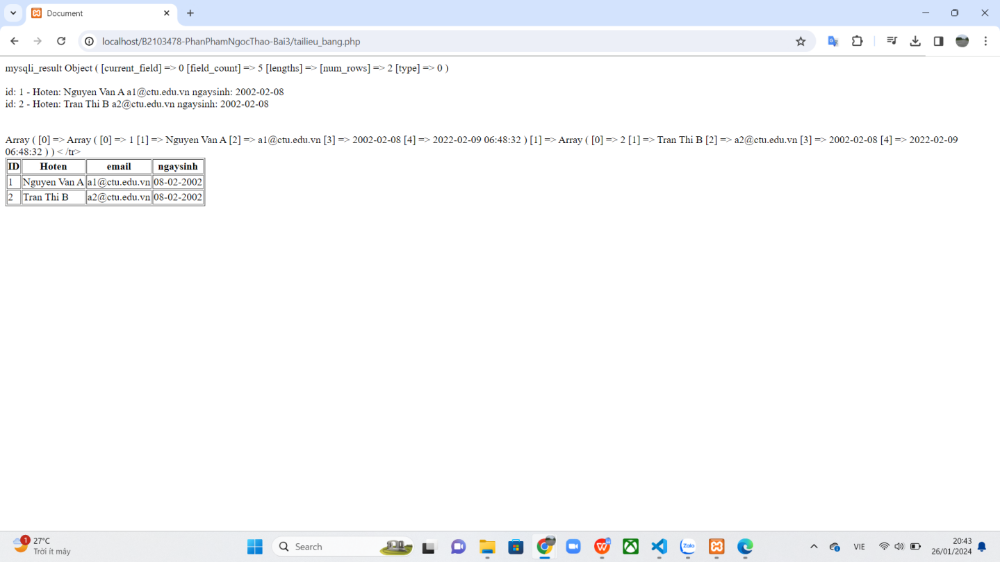 Document
localhost/B2103478-PhanPhamNgocThao-Bai3/tailieu_bang.php
mysqli_result Object ( [current_field] => 0 [field_count] => 5 [lengths] => [num_rows] => 2 [type] => 0 )
id: 1 - Hoten: Nguyen Van A a1@ctu.edu.vn ngaysinh: 2002-02-08
id: 2 - Hoten: Tran Thi B a2@ctu.edu.vn ngaysinh: 2002-02-08
Array ( [0] => Array ( [0] => 1 [1] => Nguyen Van A [2] => a1@ctu.edu.vn [3] => 2002-02-08 [4] => 2022-02-09 06:48:32 ) [1] => Array ( [0] => 2 [1] => Tran Thi B [2] => a2@ctu.edu.vn [3] => 2002-02-08 [4] => 2022-02-09
06:48:32 ) ) < /tr>
ID Hoten email ngaysinh
1 Nguyen Van A a1@ctu.edu.vn 08-02-2002
2 Tran Thi B a2@ctu.edu.vn 08-02-2002
1
27°C
Trời ít mây
Search
Zalo
VIE
20:43
26/01/2024